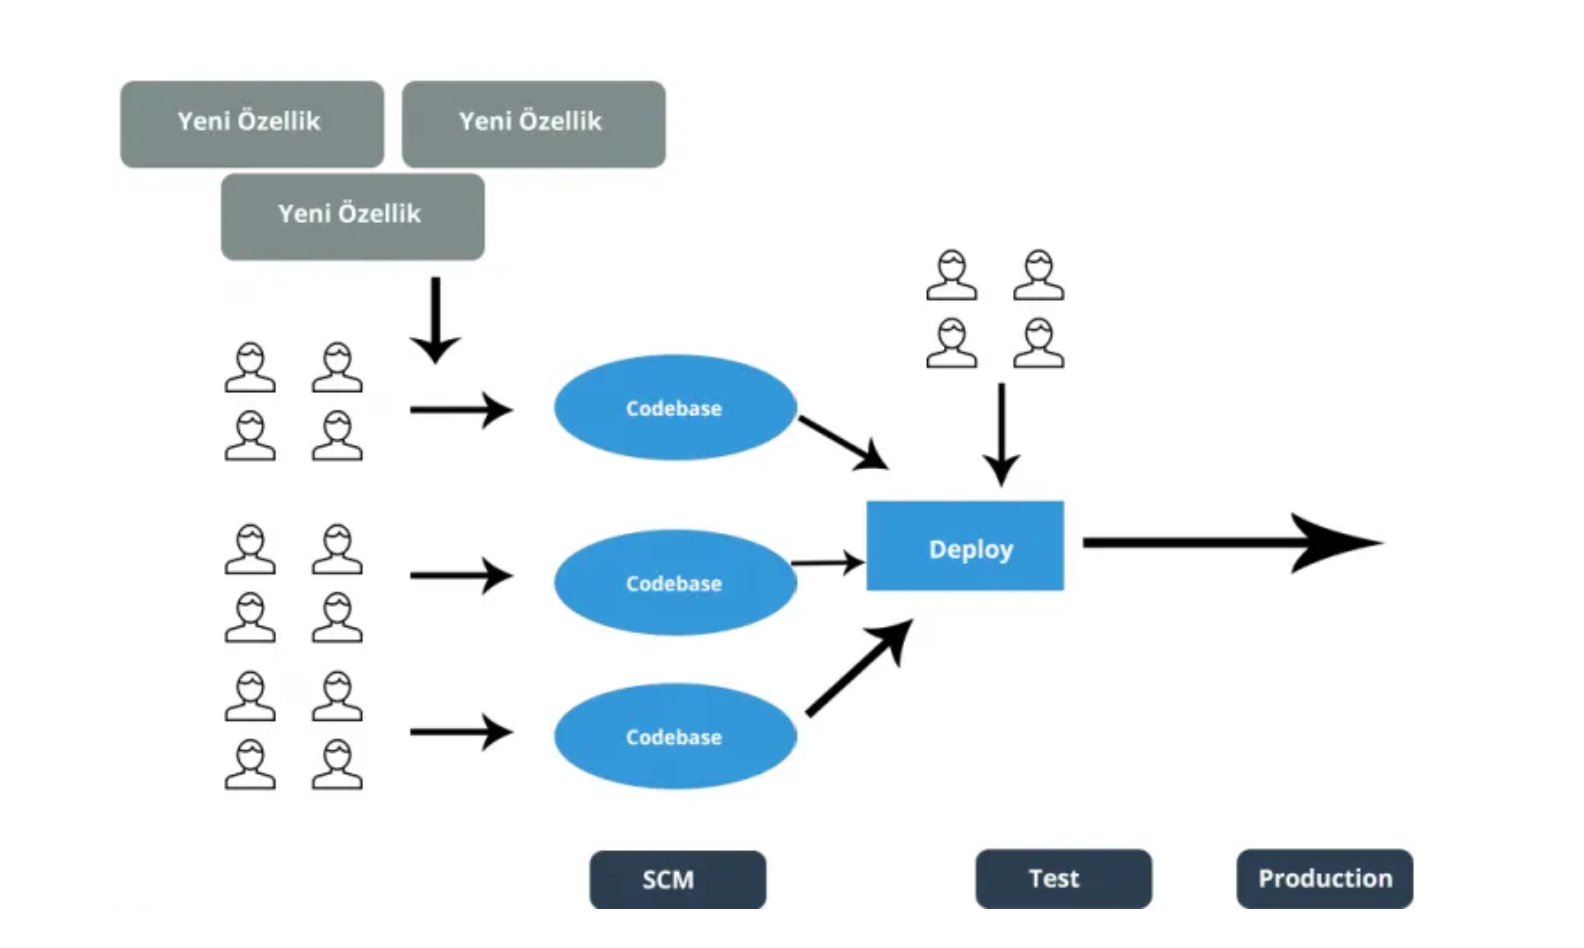 Yeni Özellik
Yeni Özellik
Yeni Özellik
Codebase
Codebase
Deploy
Codebase
SCM
Test
Production